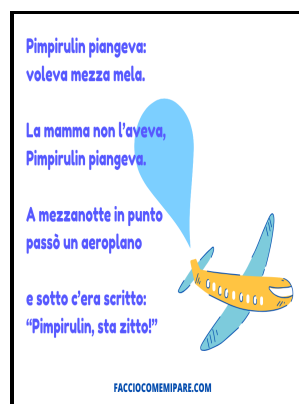 Pimpirulin piangeva:
voleva mezza mela.
La mamma non l'aveva,
Pimpirulin piangeva.
A mezzanotte in punto
passò un aeroplano
e sotto c'era scritto:
“Pimpirulin, sta zitto!”
FACCIOCOMEMIPARE.COM